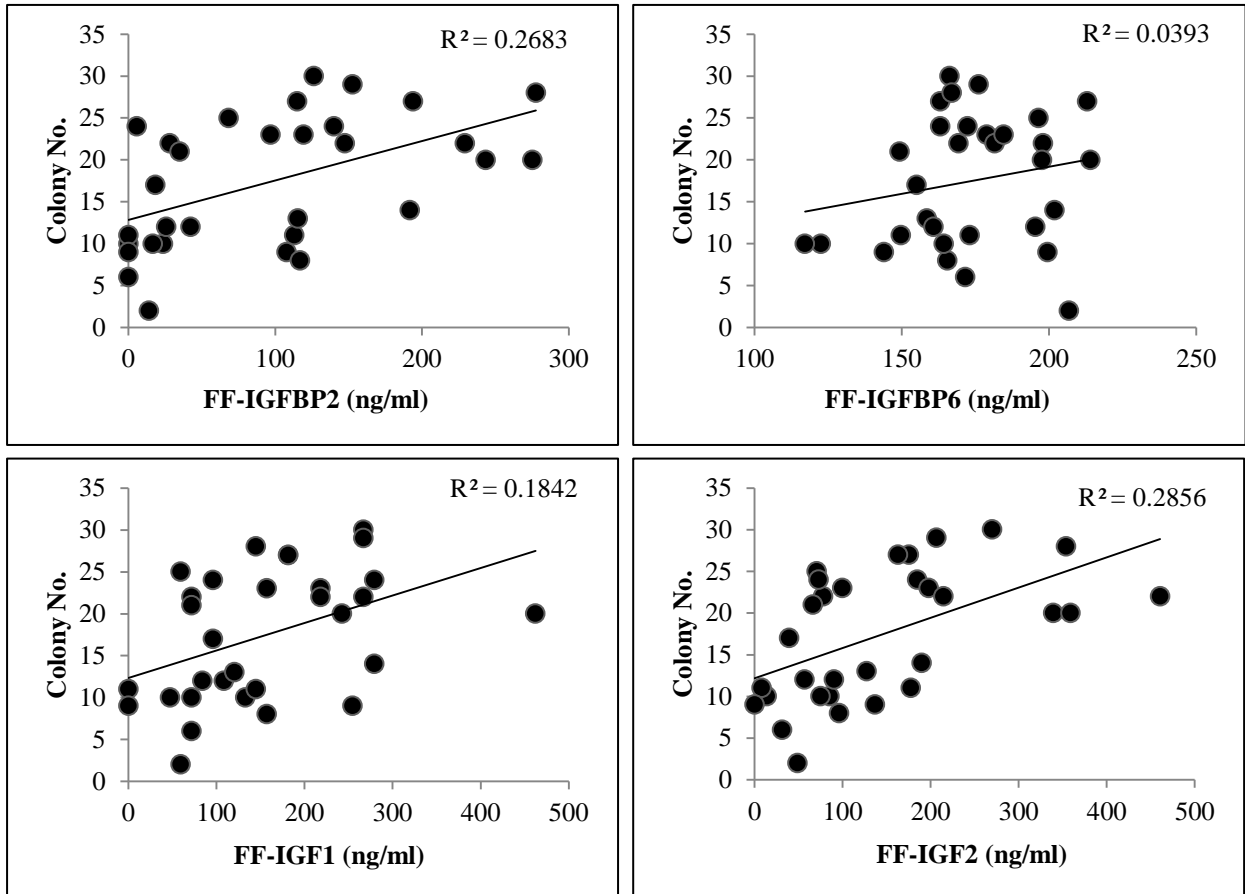 R² = 0.2683
35
30
25
20
15
10
5
0
Colony No.
0 100 200 300
FF-IGFBP2 (ng/ml)
R² = 0.0393
35
30
25
20
15
10
5
0
Colony No.
100 150 200 250
FF-IGFBP6 (ng/ml)
R² = 0.1842
35
30
25
20
15
10
5
0
Colony No.
0 100 200 300 400 500
FF-IGF1 (ng/ml)
R² = 0.2856
35
30
25
20
15
10
5
0
Colony No.
0 100 200 300 400 500
FF-IGF2 (ng/ml)